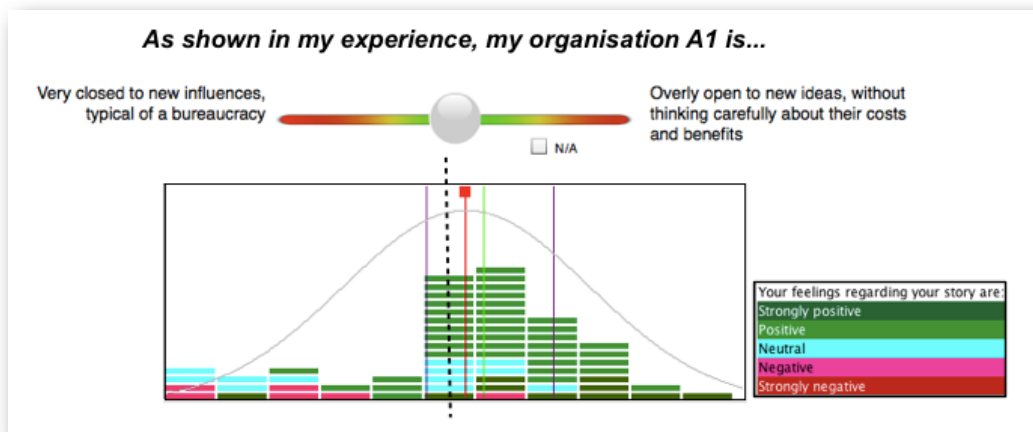 As shown in my experience, my organisation A1 is...
Very closed to new influences,
typical of a bureaucracy
Overly open to new ideas, without
thinking carefully about their costs
and benefits
N/A
Your feelings regarding your story are:
Strongly positive
Positive
Neutral
Negative
Strongly negative